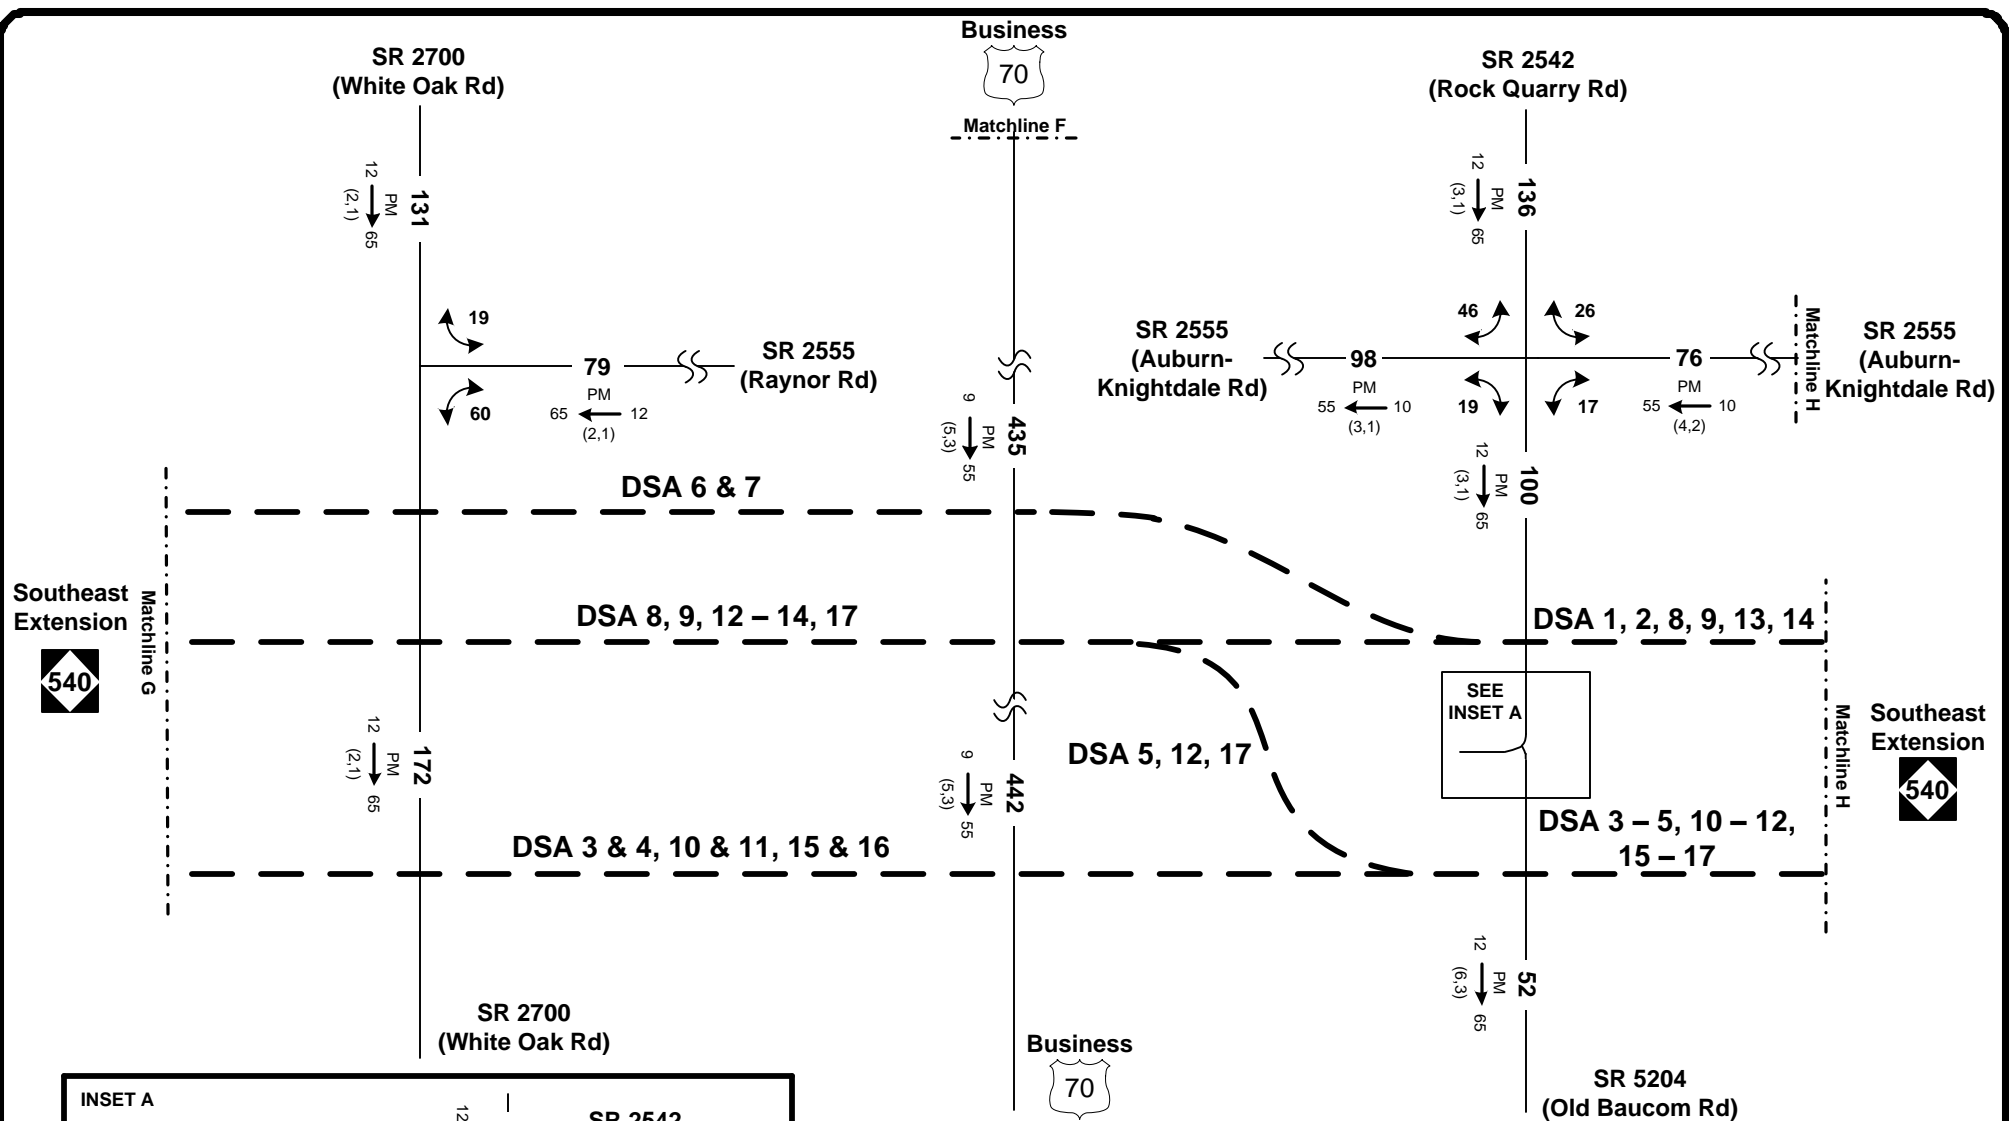 Business
70
SR 2700
(White Oak Rd)
SR 2542
(Rock Quarry Rd)
Matchline F
12
PM
(2,1)
65
131
12
PM
(3,1)
65
136
19
79
PM
65
12
(2,1)
60
SR 2555
(Raynor Rd)
9
PM
(5,3)
55
435
SR 2555
(Auburn-
Knightdale Rd)
46
26
98
PM
55
10
(3,1)
19
17
76
PM
55
10
(4,2)
Matchline H
SR 2555
(Auburn-
Knightdale Rd)
12
PM
(3,1)
65
100
DSA 6 & 7
Southeast
Extension
540
Matchline G
DSA 8, 9, 12 – 14, 17
DSA 1, 2, 8, 9, 13, 14
SEE
INSET A
12
PM
(2,1)
65
172
9
PM
(5,3)
55
442
DSA 5, 12, 17
Matchline H
Southeast
Extension
540
DSA 3 & 4, 10 & 11, 15 & 16
DSA 3 – 5, 10 – 12,
15 – 17
12
PM
(6,3)
65
52
SR 2700
(White Oak Rd)
Business
70
SR 5204
(Old Baucom Rd)
INSET A
12
SR 2542